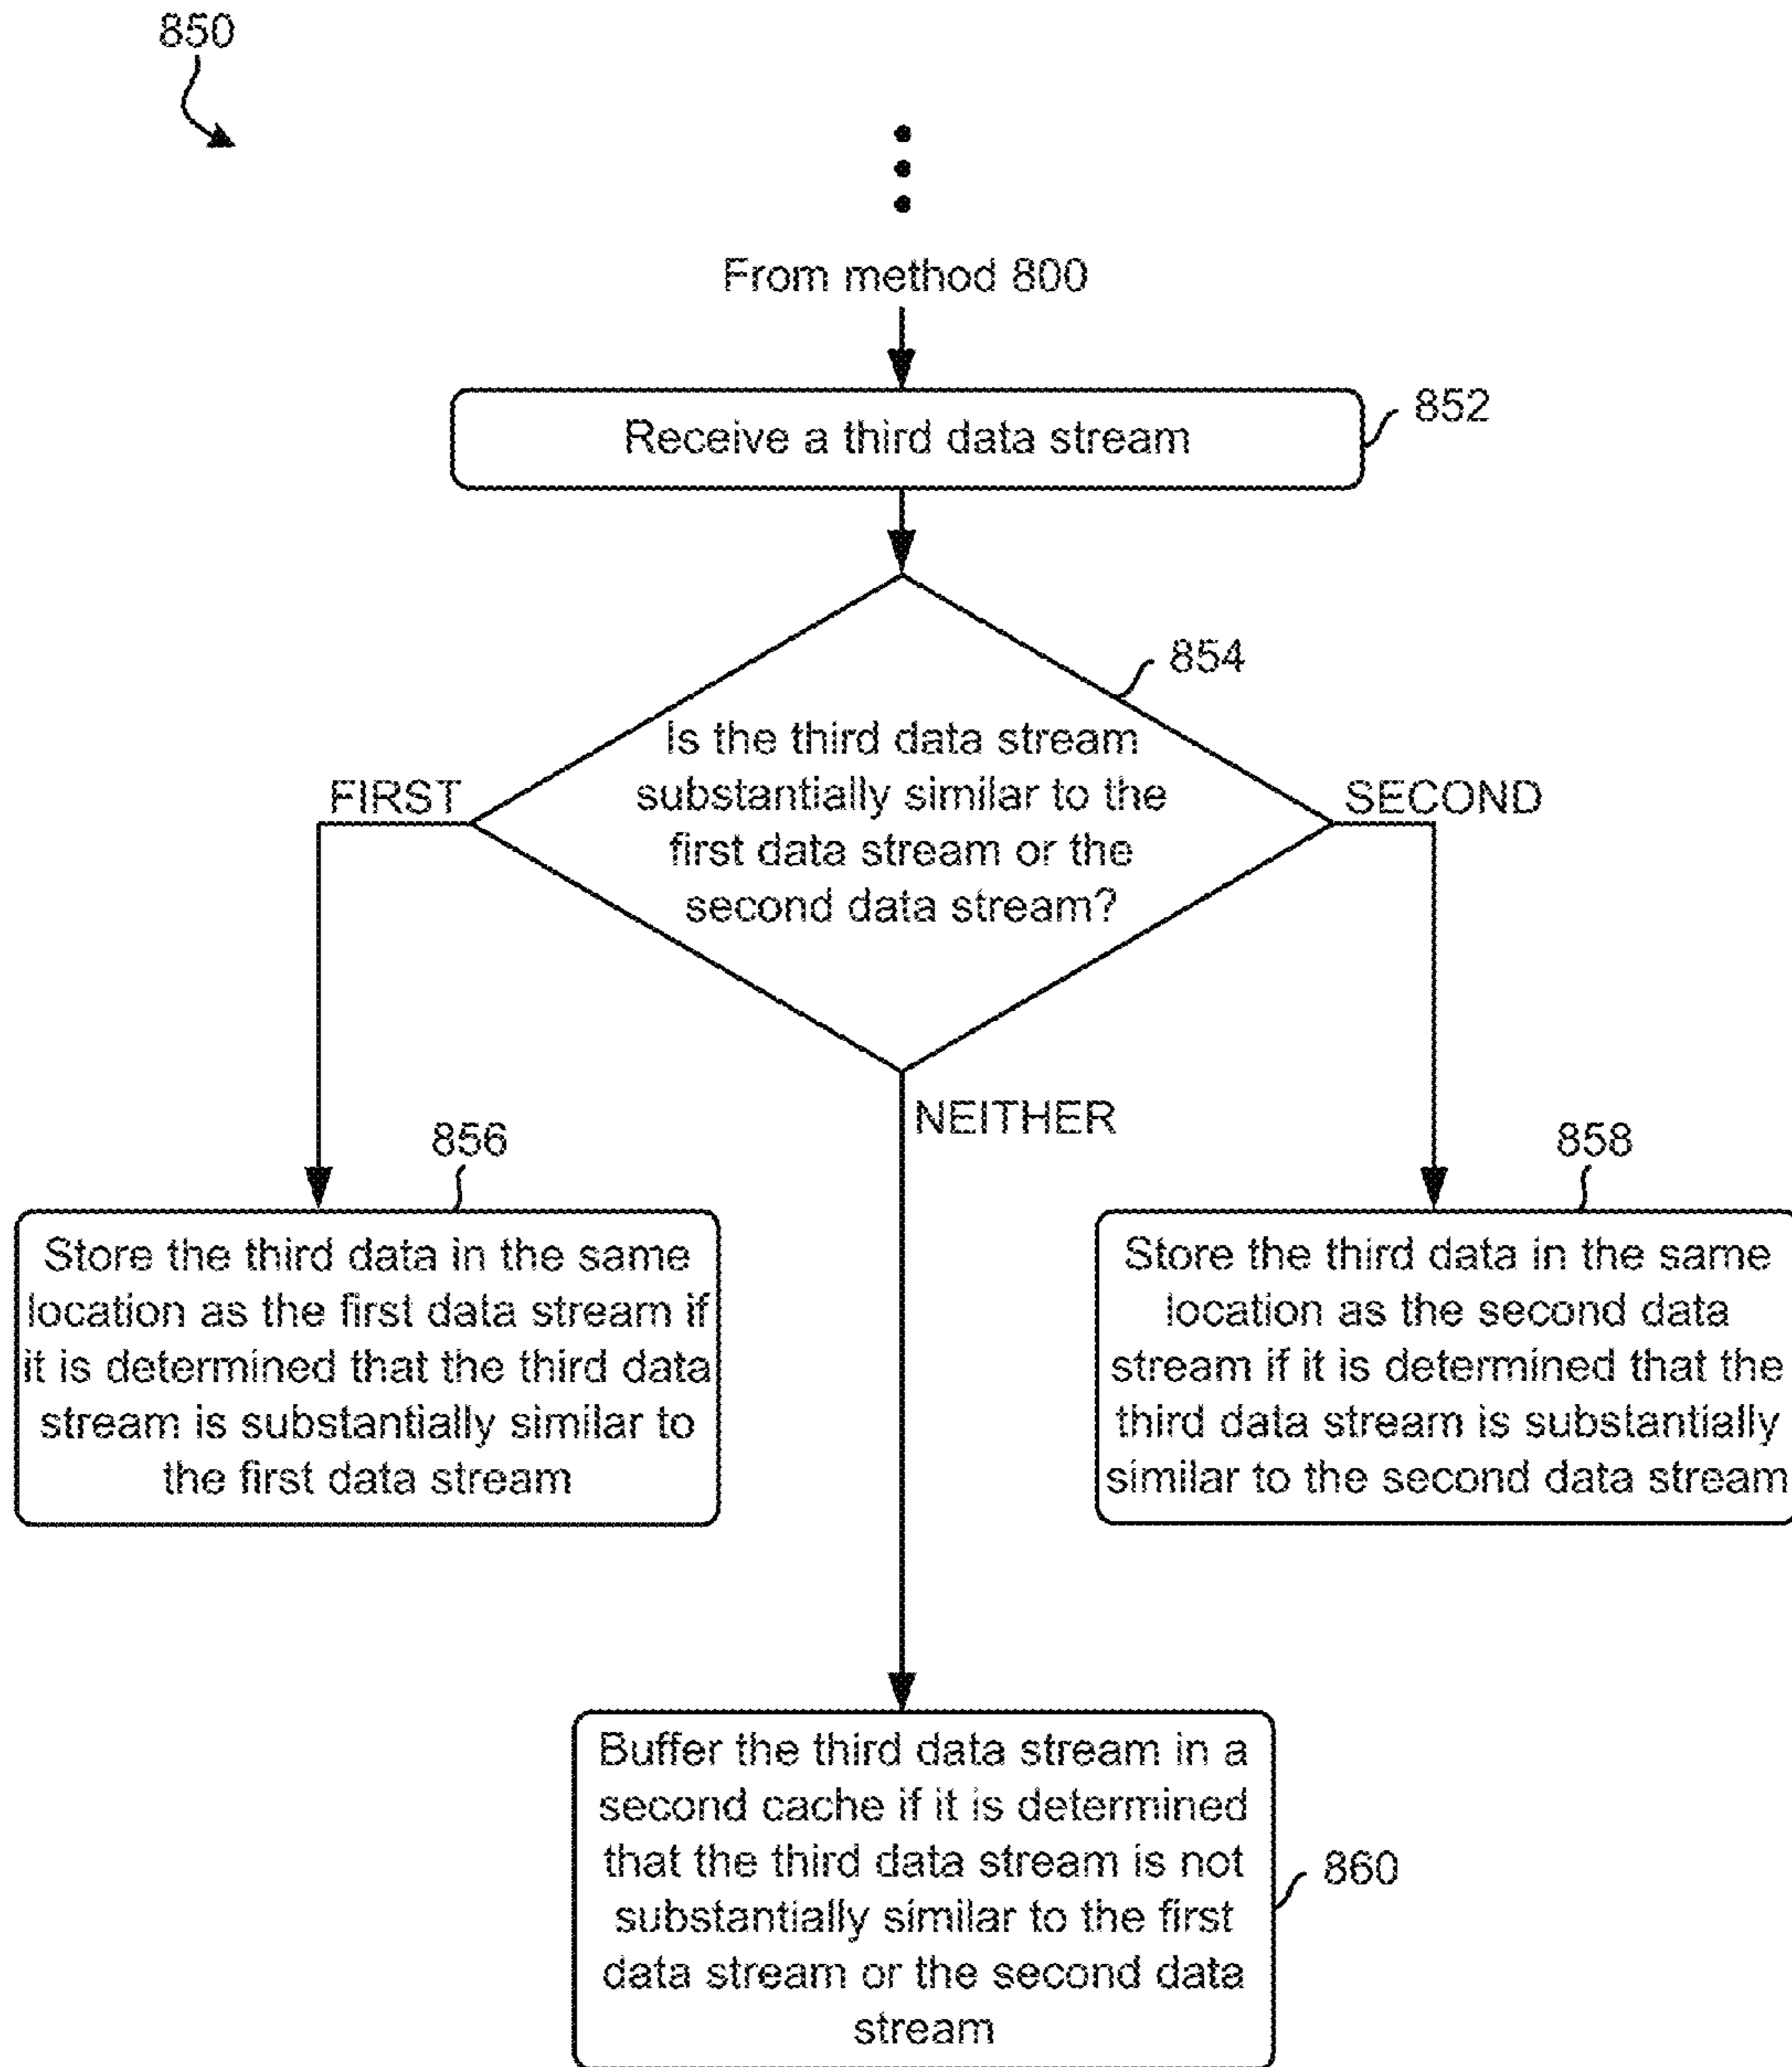 850
From method 800
852
Receive a third data stream
854
Is the third data stream
substantially similar to the
first data stream or the
second data stream?
FIRST
SECOND
NEITHER
856
858
Store the third data in the same
location as the first data stream if
it is determined that the third data
stream is substantially similar to
the first data stream
Store the third data in the same
location as the second data
stream if it is determined that the
third data stream is substantially
similar to the second data stream
Buffer the third data stream in a
second cache if it is determined
that the third data stream is not
substantially similar to the first
data stream or the second data
stream
860